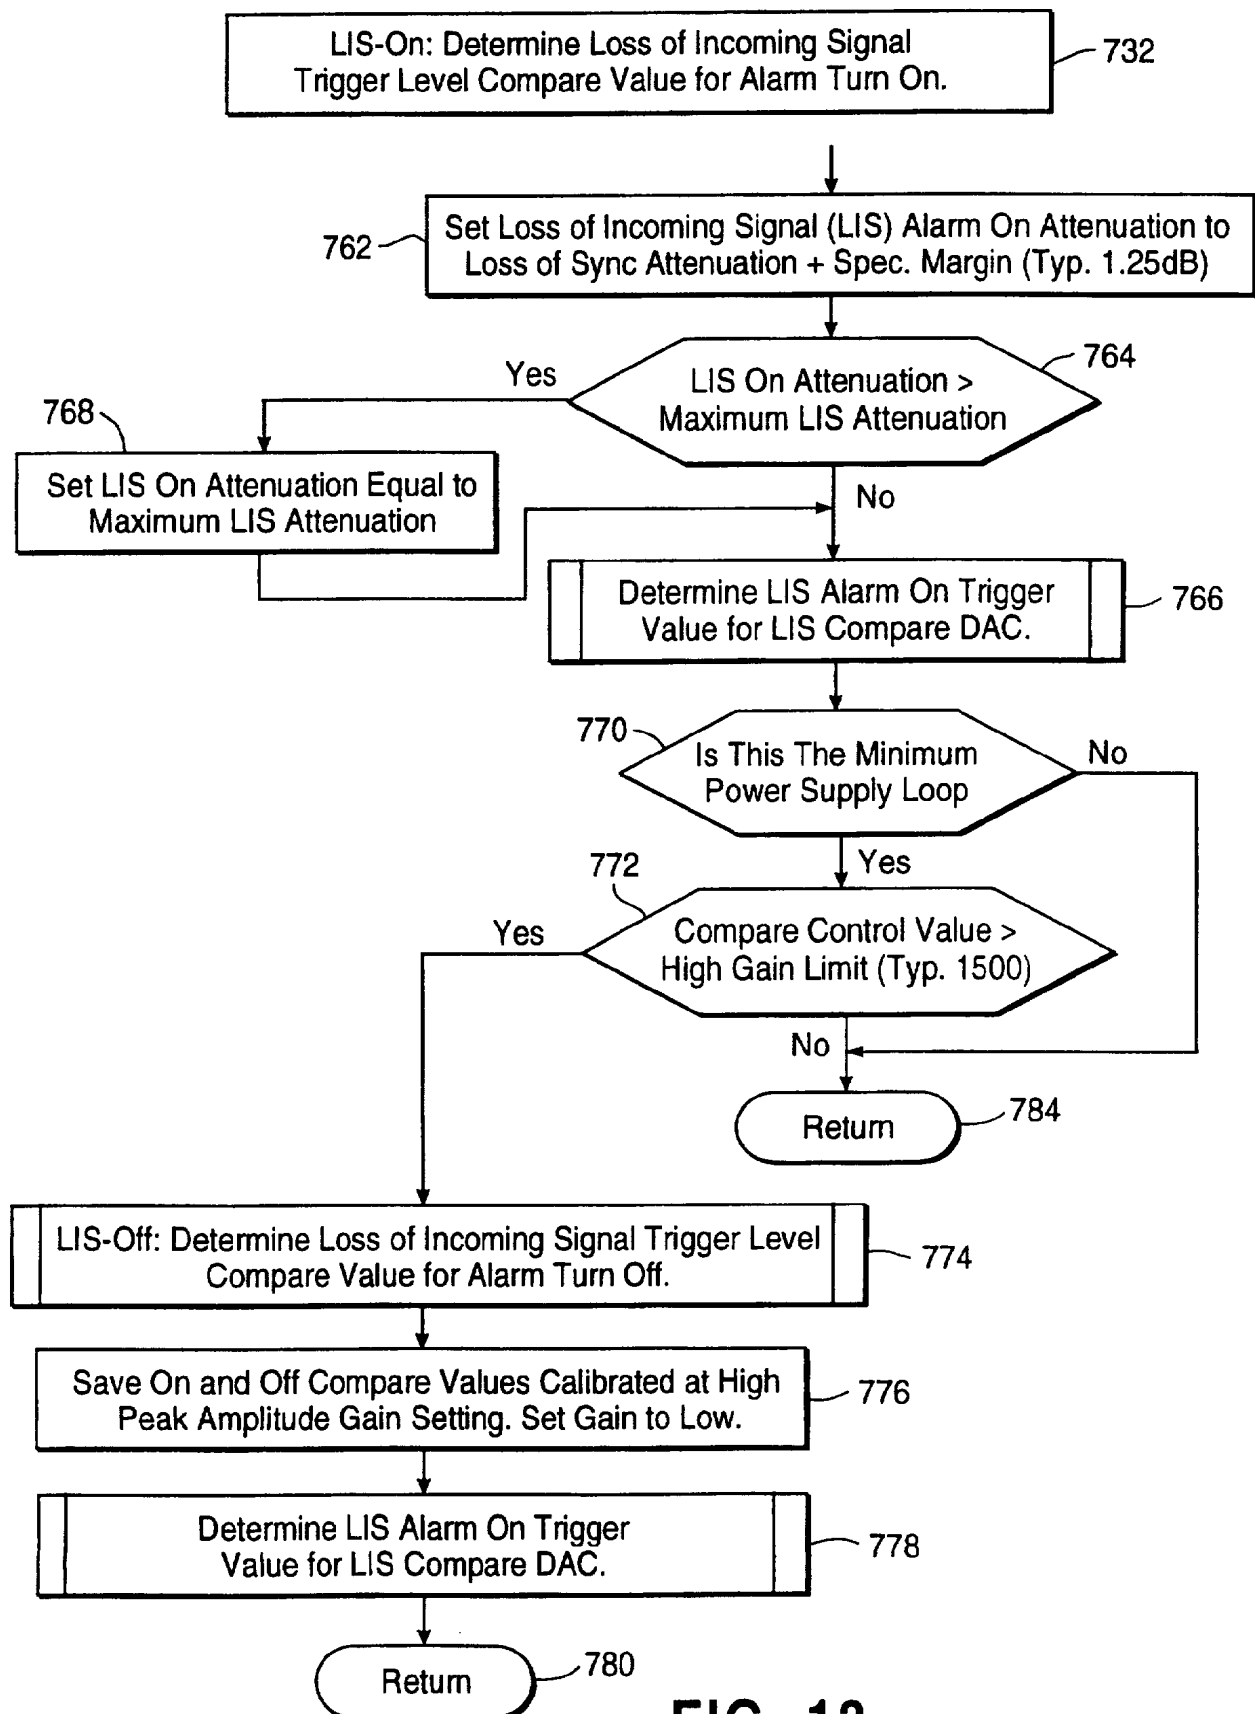 LIS-On: Determine Loss of Incoming Signal
Trigger Level Compare Value for Alarm Turn On.
732
Set Loss of Incoming Signal (LIS) Alarm On Attenuation to
Loss of Sync Attenuation + Spec. Margin (Typ. 1.25dB)
762
LIS On Attenuation >
Maximum LIS Attenuation
764
Yes
768
Set LIS On Attenuation Equal to
Maximum LIS Attenuation
No
Determine LIS Alarm On Trigger
Value for LIS Compare DAC.
766
770
Is This The Minimum
Power Supply Loop
No
Yes
772
Compare Control Value >
High Gain Limit (Typ. 1500)
Yes
No
Return
784
LIS-Off: Determine Loss of Incoming Signal Trigger Level
Compare Value for Alarm Turn Off.
774
Save On and Off Compare Values Calibrated at High
Peak Amplitude Gain Setting. Set Gain to Low.
776
Determine LIS Alarm On Trigger
Value for LIS Compare DAC.
778
Return
780
FIG.